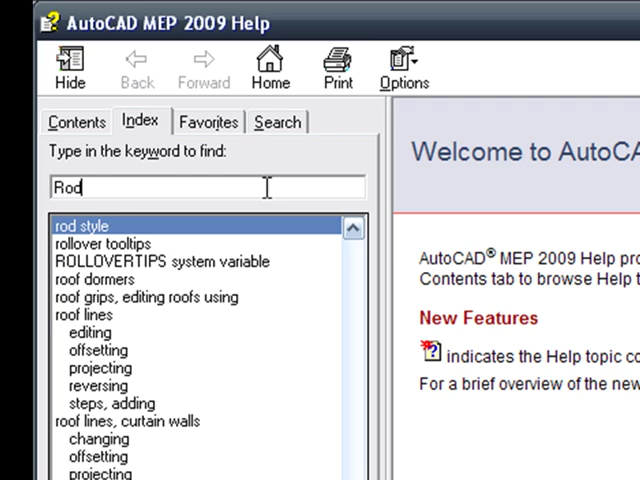 AutoCAD MEP 2009 Help
Hide
Back
Forward
Home
Print
Options
Contents
Index
Favorites
Search
Type in the keyword to find:
Rod
rod style
rollover tooltips
ROLLOVERTIPS system variable
roof dormers
roof grips, editing roofs using
roof lines
editing
offsetting
projecting
reversing
steps, adding
roof lines, curtain walls
changing
offsetting
projecting
Welcome to AutoCA
AutoCAD® MEP 2009 Help pro
Contents tab to browse Help t
New Features
indicates the Help topic co
For a brief overview of the new